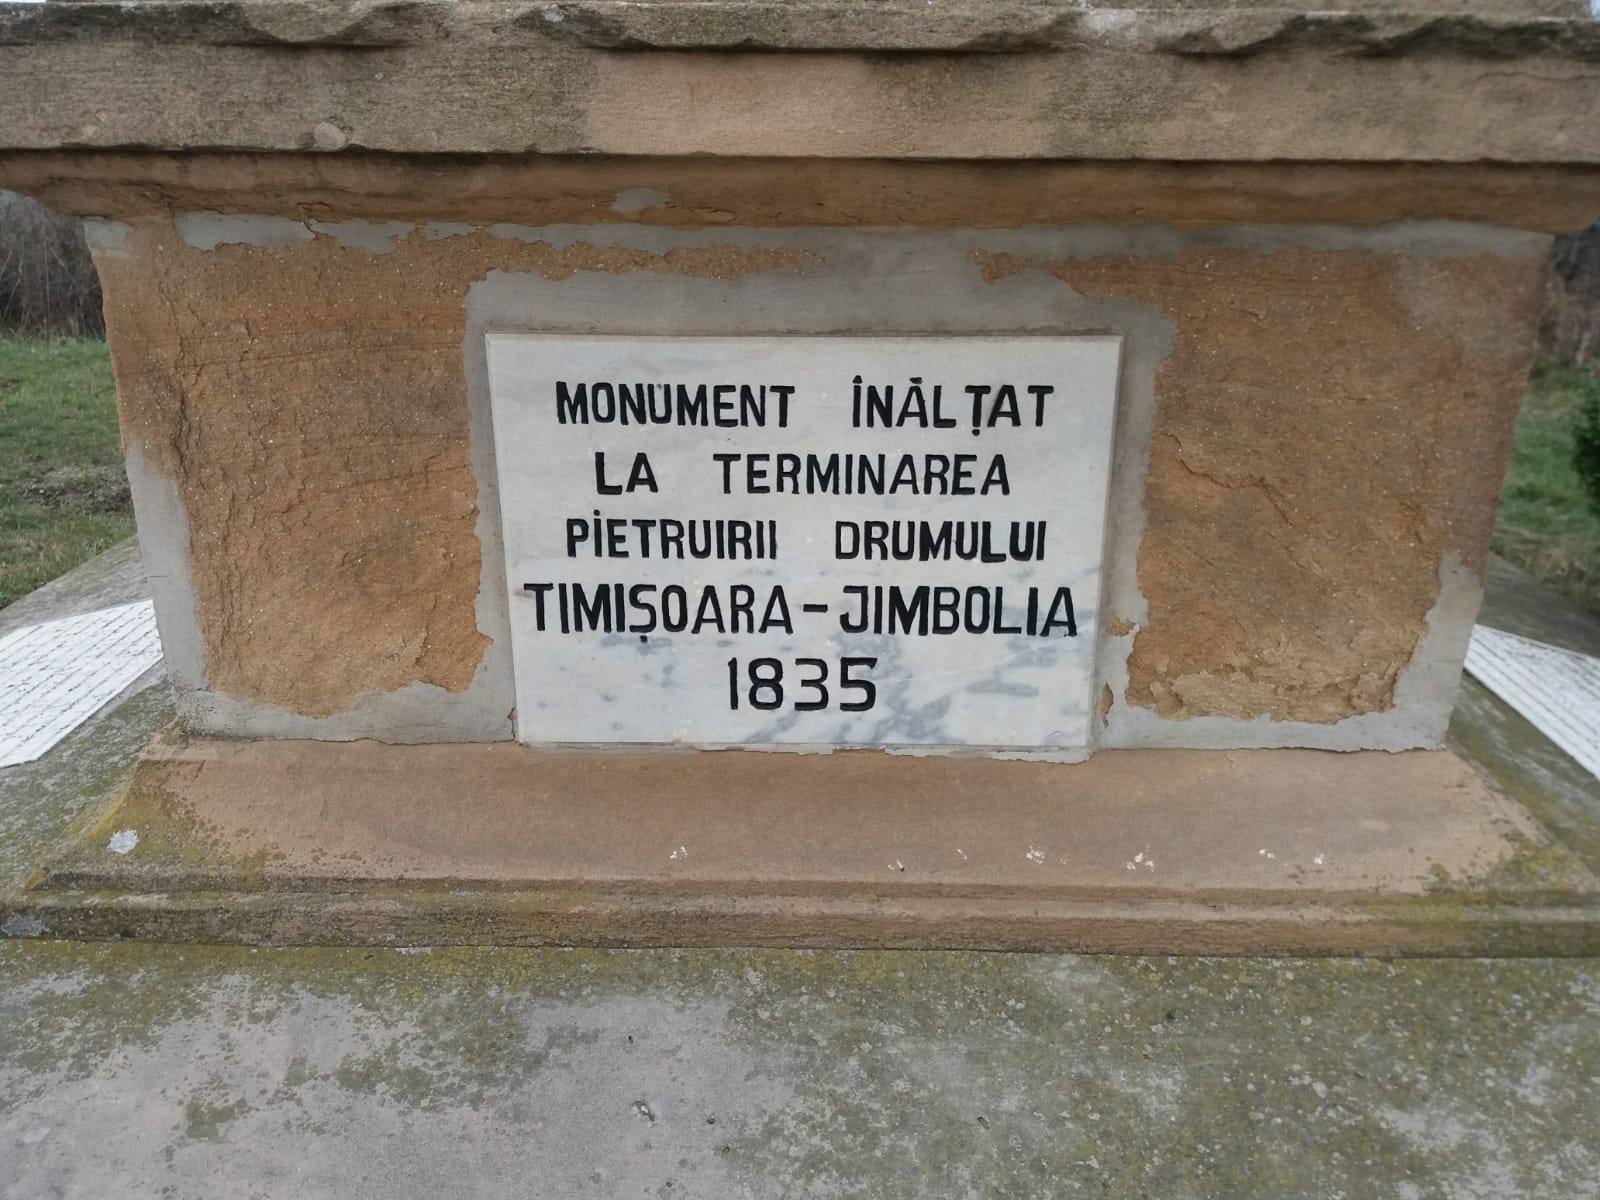 MONUMENT ÎNĂLȚAT
LA TERMINAREA
PIETRUIRII DRUMULUI
TIMIȘOARA-JIMBOLIA
1835